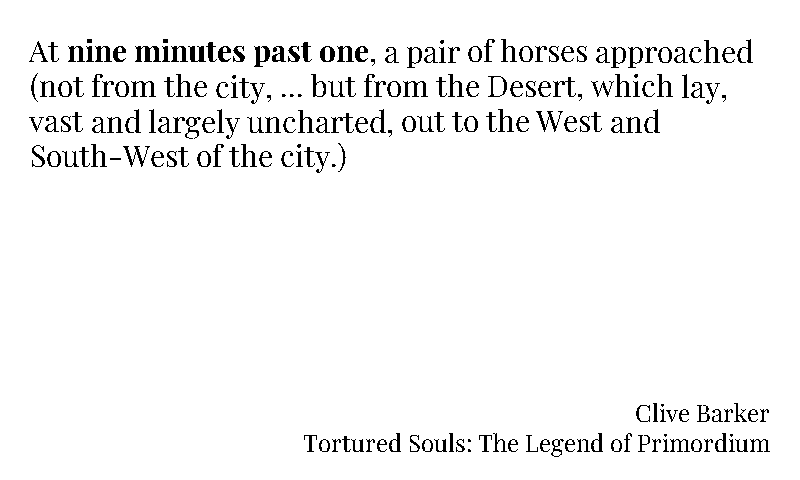 At nine minutes past one, a pair of horses approached
(not from the city, ... but from the Desert, which lay,
vast and largely uncharted, out to the West and
South-West of the city.)
Clive Barker
Tortured Souls: The Legend of Primordium